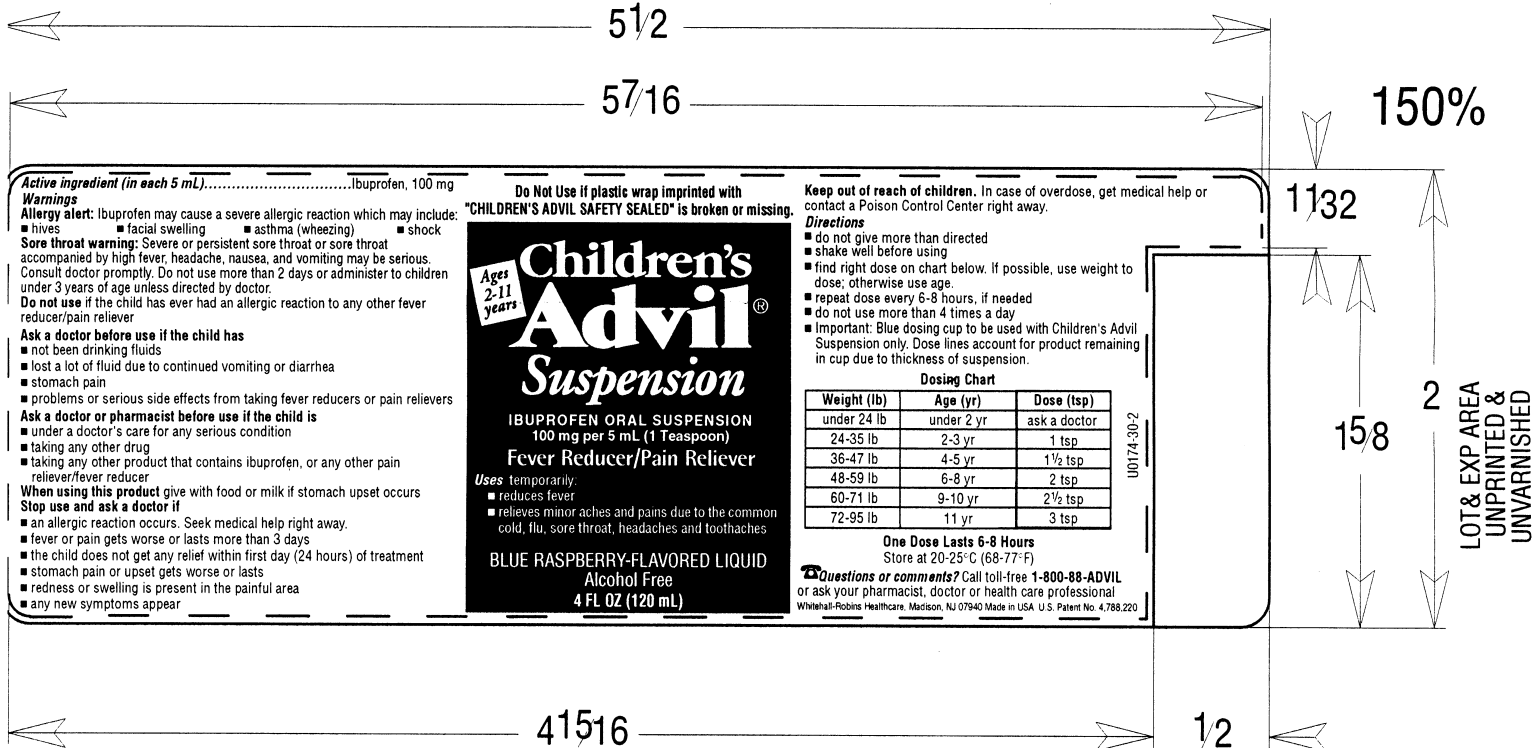 5 1/2
5 7/16
150%
Active ingredient (in each 5 mL)..............................Ibuprofen, 100 mg
Warnings
Allergy alert: Ibuprofen may cause a severe allergic reaction which may include:
■ hives ■ facial swelling ■ asthma (wheezing) ■ shock
Sore throat warning: Severe or persistent sore throat or sore throat
accompanied by high fever, headache, nausea, and vomiting may be serious.
Consult doctor promptly. Do not use more than 2 days or administer to children
under 3 years of age unless directed by doctor.
Do not use if the child has ever had an allergic reaction to any other fever
reducer/pain reliever
Ask a doctor before use if the child has
■ not been drinking fluids
■ lost a lot of fluid due to continued vomiting or diarrhea
■ stomach pain
■ problems or serious side effects from taking fever reducers or pain relievers
Ask a doctor or pharmacist before use if the child is
■ under a doctor's care for any serious condition
■ taking any other drug
■ taking any other product that contains ibuprofen, or any other pain
reliever/fever reducer
When using this product give with food or milk if stomach upset occurs
Stop use and ask a doctor if
■ an allergic reaction occurs. Seek medical help right away.
■ fever or pain gets worse or lasts more than 3 days
■ the child does not get any relief within first day (24 hours) of treatment
■ stomach pain or upset gets worse or lasts
■ redness or swelling is present in the painful area
■ any new symptoms appear
Do Not Use if plastic wrap imprinted with
"CHILDREN'S ADVIL SAFETY SEALED" is broken or missing.
Ages
2-11
years
Children's
Advil®
Suspension
IBUPROFEN ORAL SUSPENSION
100 mg per 5 mL (1 Teaspoon)
Fever Reducer/Pain Reliever
Uses temporarily:
■ reduces fever
■ relieves minor aches and pains due to the common
cold, flu, sore throat, headaches and toothaches
BLUE RASPBERRY-FLAVORED LIQUID
Alcohol Free
4 FL OZ (120 mL)
Keep out of reach of children. In case of overdose, get medical help or
contact a Poison Control Center right away.
Directions
■ do not give more than directed
■ shake well before using
■ find right dose on chart below. If possible, use weight to
dose; otherwise use age.
■ repeat dose every 6-8 hours, if needed
■ do not use more than 4 times a day
■ Important: Blue dosing cup to be used with Children's Advil
Suspension only. Dose lines account for product remaining
in cup due to thickness of suspension.
Dosing Chart
Weight (lb) Age (yr) Dose (tsp)
under 24 lb under 2 yr ask a doctor
24-35 lb 2-3 yr 1 tsp
36-47 lb 4-5 yr 1½ tsp
48-59 lb 6-8 yr 2 tsp
60-71 lb 9-10 yr 2½ tsp
72-95 lb 11 yr 3 tsp
One Dose Lasts 6-8 Hours
Store at 20-25°C (68-77°F)
☎Questions or comments? Call toll-free 1-800-88-ADVIL
or ask your pharmacist, doctor or health care professional
Whitehall-Robins Healthcare, Madison, NJ 07940 Made in USA U.S. Patent No. 4,788,220
U0174-30-2
11/32
1 5/8
2
LOT & EXP AREA
UNPRINTED &
UNVARNISHED
4 15/16
1/2